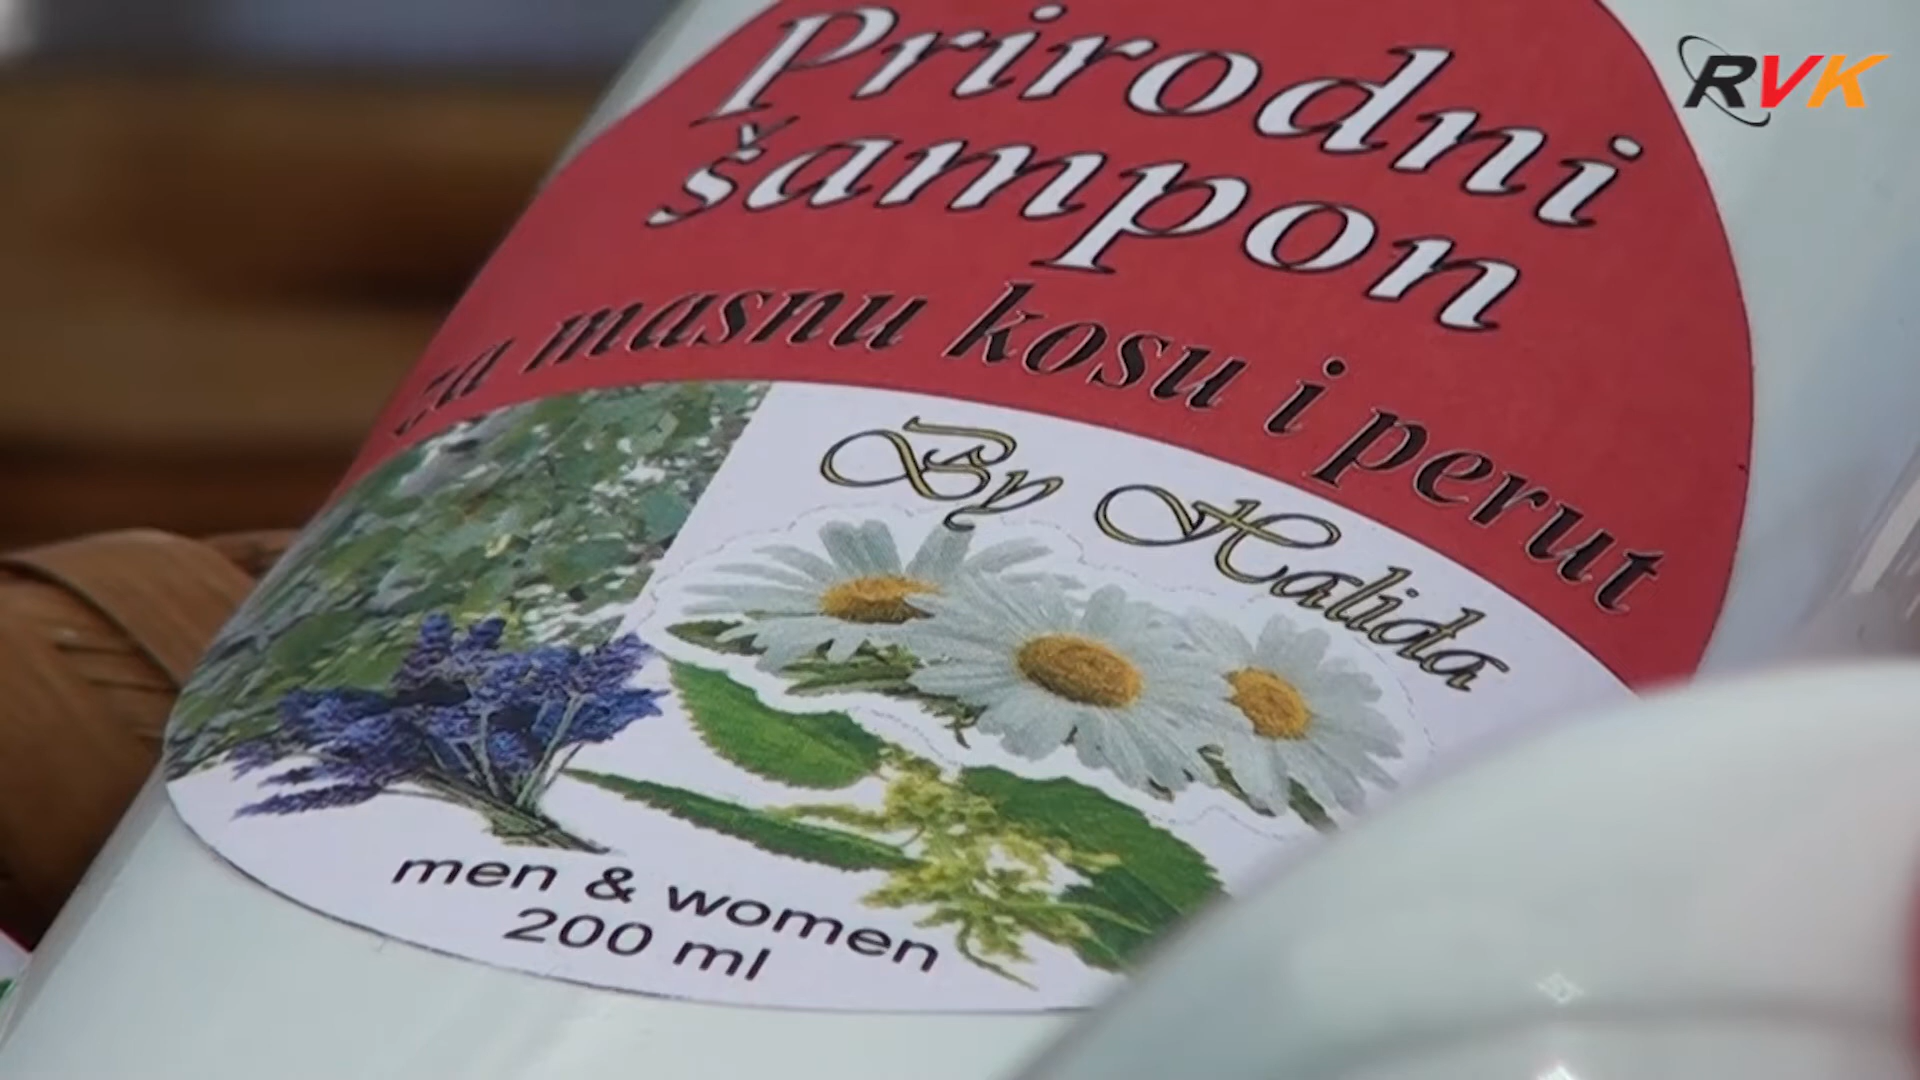 RVK
Prirodni
šampon
za masnu kosu i perut
By Halida
men & women
200 ml